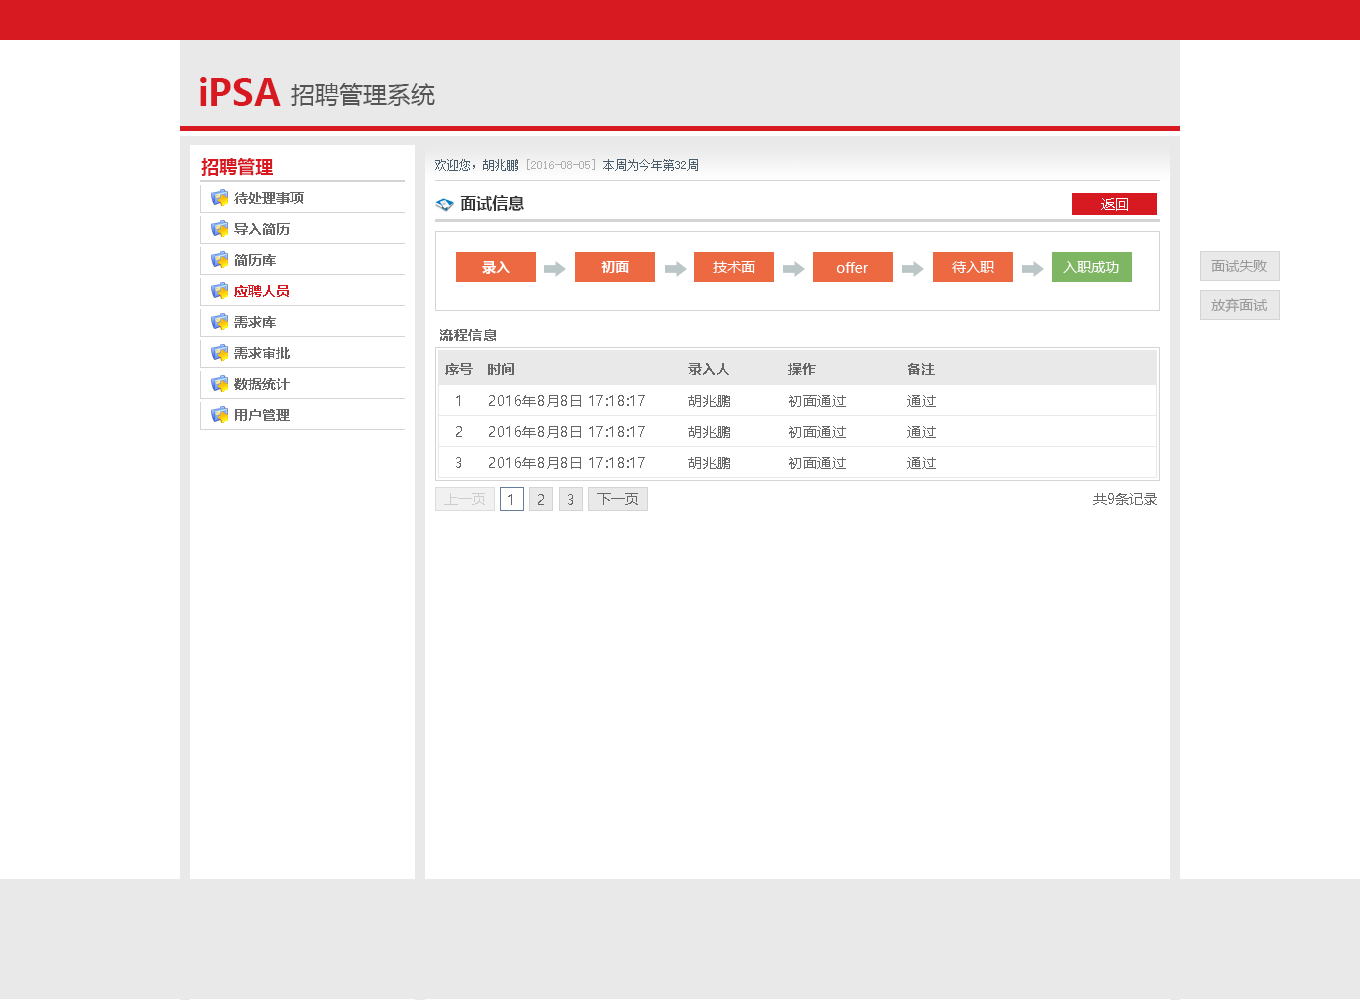 iPSA 招聘管理系统
招聘管理
待处理事项
导入简历
简历库
应聘人员
需求库
需求审批
数据统计
用户管理
欢迎您，胡兆鹏 [2016-08-05] 本周为今年第32周
面试信息 返回
录入 初面 技术面 offer 待入职 入职成功
面试失败
放弃面试
流程信息
序号 时间 录入人 操作 备注
1 2016年8月8日 17:18:17 胡兆鹏 初面通过 通过
2 2016年8月8日 17:18:17 胡兆鹏 初面通过 通过
3 2016年8月8日 17:18:17 胡兆鹏 初面通过 通过
上一页 1 2 3 下一页 共9条记录